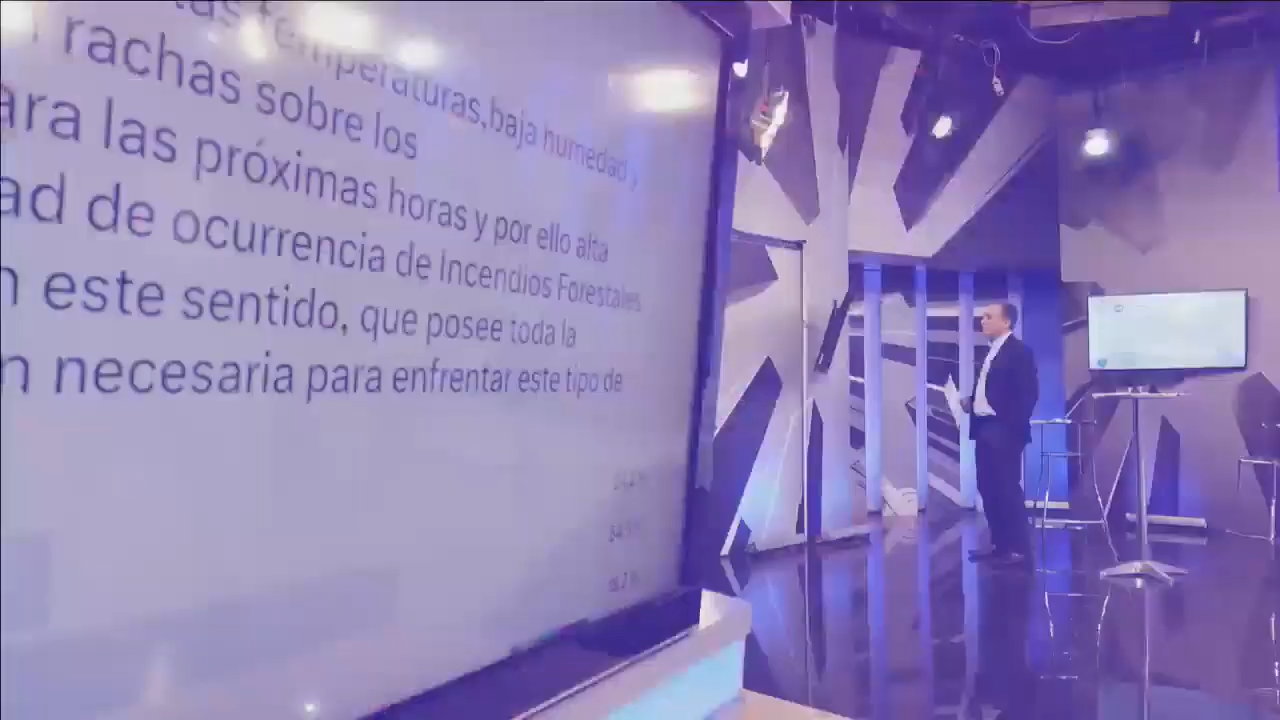 temperaturas,baja humedad y
rachas sobre los
ara las próximas horas y por ello alta
ad de ocurrencia de Incendios Forestales
n este sentido, que posee toda la
n necesaria para enfrentar este tipo de